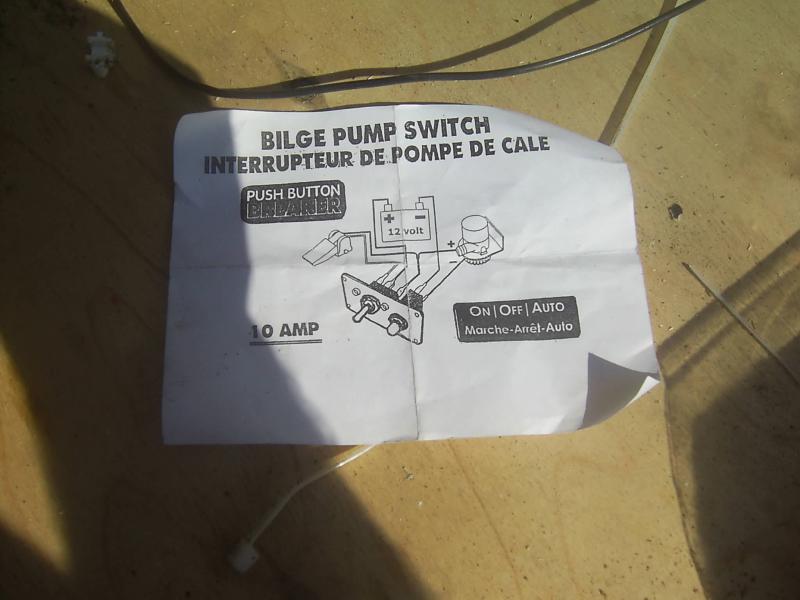 BILGE PUMP SWITCH
INTERRUPTEUR DE POMPE DE CALE
PUSH BUTTON
BREAKER
+ -
12 volt
+
-
10 AMP
ON|OFF|AUTO
Marche-Arrêt-Auto